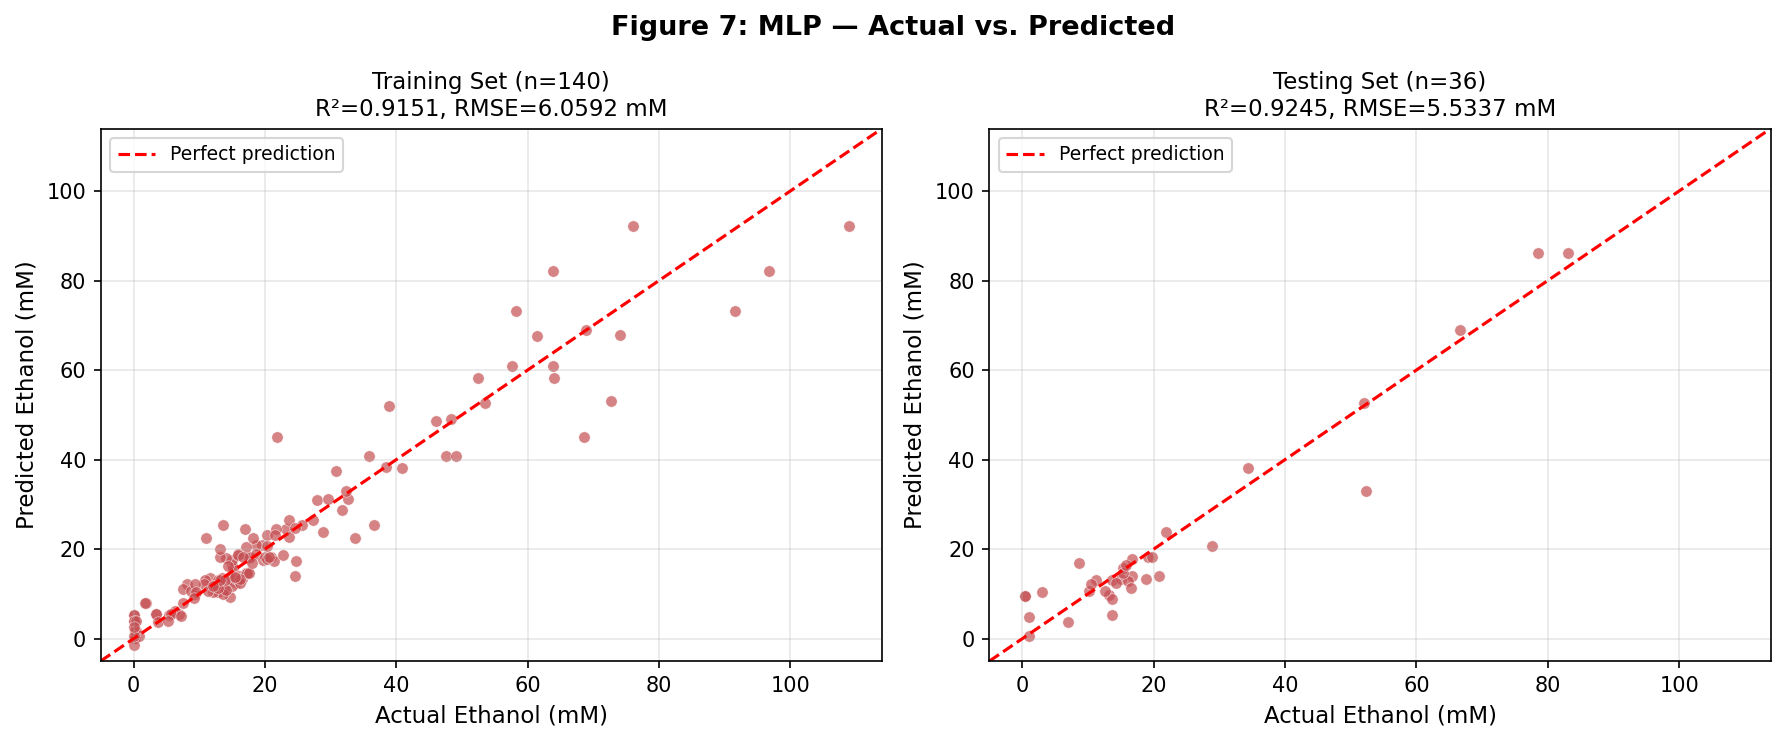 Figure 7: MLP — Actual vs. Predicted
Training Set (n=140)
R²=0.9151, RMSE=6.0592 mM
Perfect prediction
Predicted Ethanol (mM)
100
80
60
40
20
0
0 20 40 60 80 100
Actual Ethanol (mM)
Testing Set (n=36)
R²=0.9245, RMSE=5.5337 mM
Perfect prediction
Predicted Ethanol (mM)
100
80
60
40
20
0
0 20 40 60 80 100
Actual Ethanol (mM)